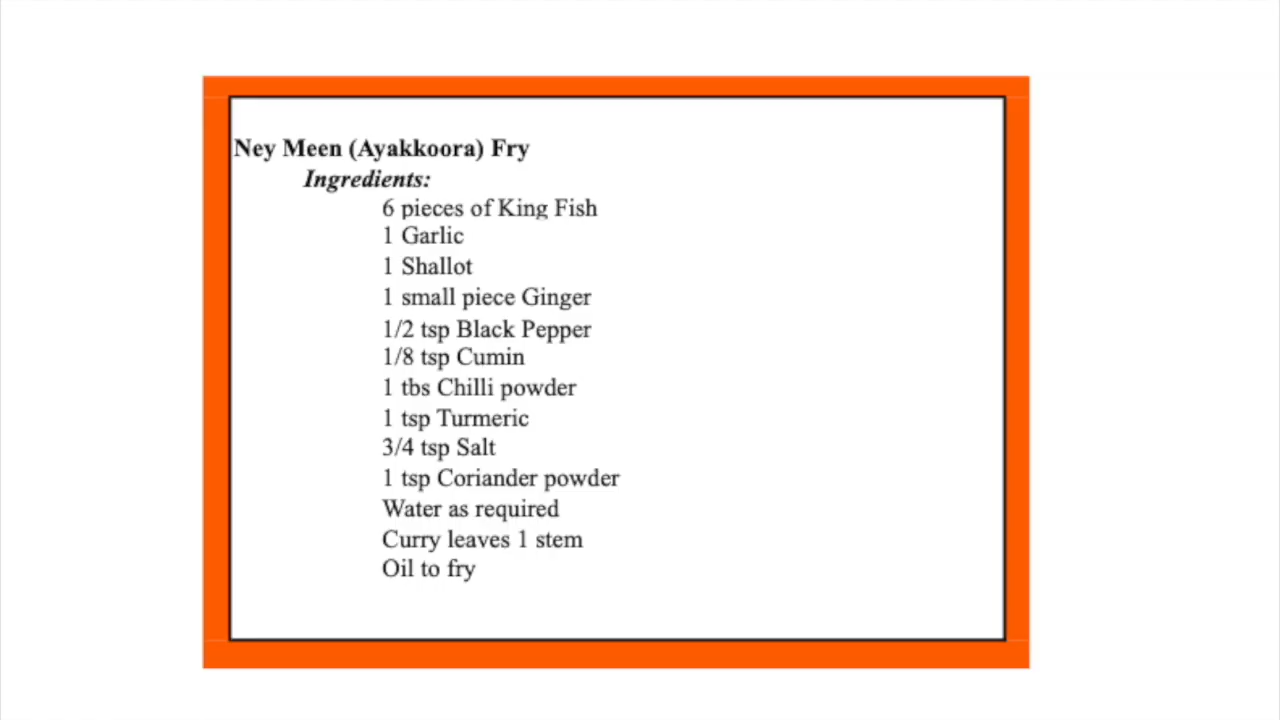 Ney Meen (Ayakkoora) Fry
Ingredients:
6 pieces of King Fish
1 Garlic
1 Shallot
1 small piece Ginger
1/2 tsp Black Pepper
1/8 tsp Cumin
1 tbs Chilli powder
1 tsp Turmeric
3/4 tsp Salt
1 tsp Coriander powder
Water as required
Curry leaves 1 stem
Oil to fry